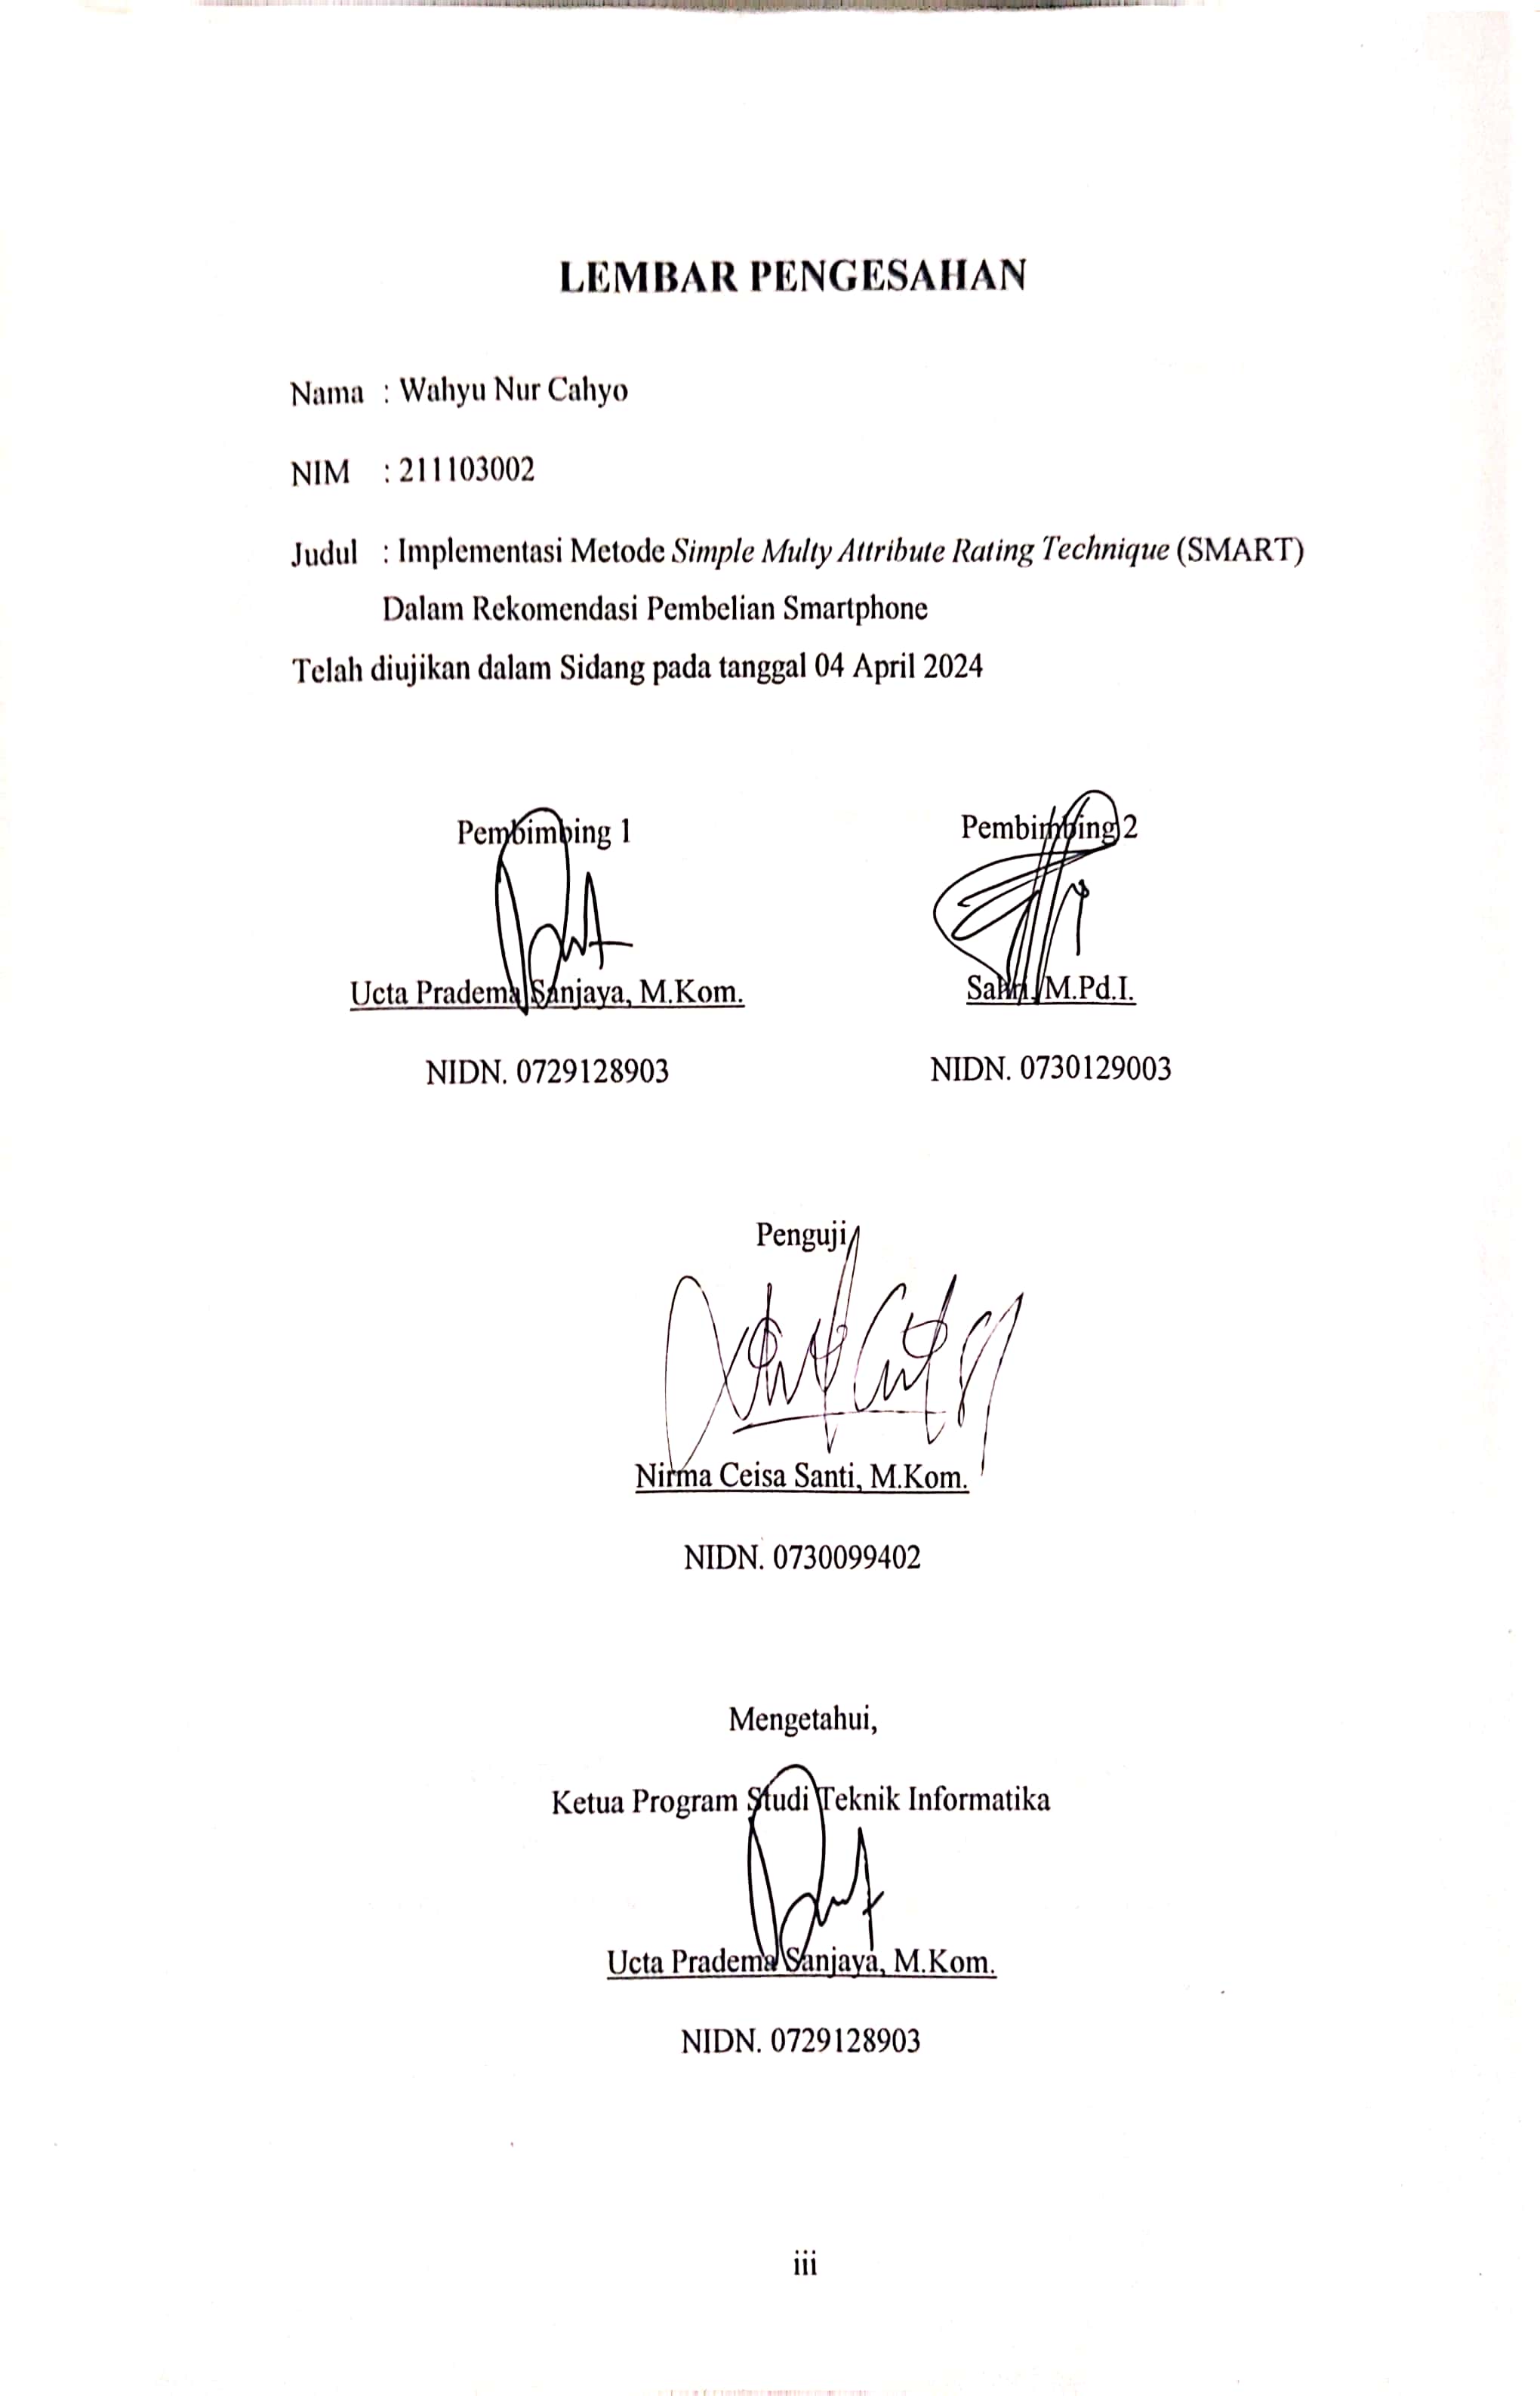 LEMBAR PENGESAHAN
Nama : Wahyu Nur Cahyo
NIM : 211103002
Judul : Implementasi Metode Simple Multy Attribute Rating Technique (SMART)
Dalam Rekomendasi Pembelian Smartphone
Telah diujikan dalam Sidang pada tanggal 04 April 2024
Pembimbing 1
Pembimbing 2
Ucta Pradema Sanjaya, M.Kom.
M.Pd.I.
NIDN. 0729128903
NIDN. 0730129003
Penguji
Nirma Ceisa Santi, M.Kom.
NIDN. 0730099402
Mengetahui,
Ketua Program Studi Teknik Informatika
Ucta Pradema Sanjaya, M.Kom.
NIDN. 0729128903
iii